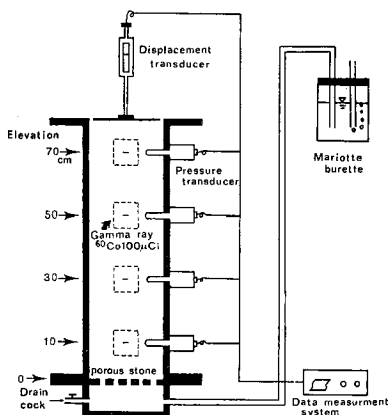 Displacement
transducer
Elevation
70
cm
Pressure
transducer
Mariotte
burette
50
Gamma ray
60Co100μCi
30
10
porous stone
0
Drain
cock
Data measurment
system